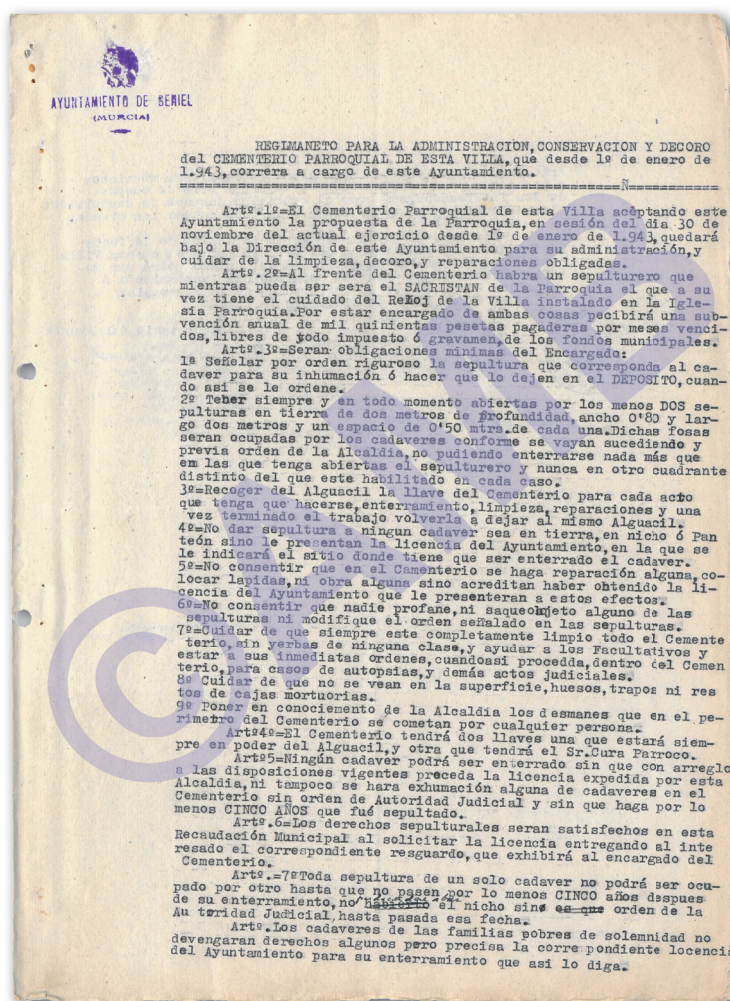 AYUNTAMIENTO DE BENIEL
(MURCIA)
REGLMANETO PARA LA ADMINISTRACION, CONSERVACION Y DECORO
del CEMENTERIO PARROQUIAL DE ESTA VILLA, que desde 1º de enero de
1.943, correra a cargo de este Ayuntamiento.
=====================================================Ñ===========
Artº.1º=El Cementerio Parroquial de esta Villa aceptando este
Ayuntamiento la propuesta de la Parroquia, en sesión del dia 30 de
noviembre del actual ejercicio desde 1º de enero de 1.943, quedará
bajo la Dirección de este Ayuntamiento para su administración, y
cuidar de la limpieza, decoro, y reparaciones obligadas.
Artº.2º=Al frente del Cementerio habra un sepulturero que
mientras pueda ser sera el SACRISTAN de la Parroquia el que a su
vez tiene el cuidado del Reloj de la Villa instalado en la Igle-
sia Parroquia. Por estar encargado de ambas cosas pecibirá una sub-
vención anual de mil quinientas pesetas pagaderas por meses venci-
dos, libres de todo impuesto ó gravamen, de los fondos municipales.
Artº.3º=Seran obligaciones minimas del Encargado:
1ª Señelar por orden riguroso la sepultura que corresponda al ca-
daver para su inhumación ó hacer que lo dejen en el DEPOSITO, cuan-
do asi se le ordene.
2º Tener siempre y en todo momento abiertas por los menos DOS se-
pulturas en tierra de dos metros de profundidad, ancho 0'80 y lar-
go dos metros y un espacio de 0'50 mtrs. de cada una. Dichas fosas
seran ocupadas por los cadaveres conforme se vayan sucediendo y
previa orden de la Alcaldia, no pudiendo enterrarse nada más que
em las que tenga abiertas el sepulturero y nunca en otro cuadrante
distinto del que este habilitado en cada caso.
3º=Recoger del Alguacil la llave del Cementerio para cada acto
que tenga que hacerse, enterramiento, limpieza, reparaciones y una
vez terminado el trabajo volverla a dejar al mismo Alguacil.
4º=No dar sepultura a ningun cadaver sea en tierra, en nicho ó Pan
teón sino le presentan la licencia del Ayuntamiento, en la que se
le indicará el sitio donde tiene que ser enterrado el cadaver.
5º=No consentir que en el Camenterio se haga reparación alguna, co-
locar lapidas, ni obra alguna sino acreditan haber obtenido la li-
cencia del Ayuntamiento que le presenteran a estos efectos.
6º=No consentir que nadie profane, ni saqueobjeto alguno de las
sepulturas ni modifique el orden señalado en las sepulturas.
7º=Cuidar de que siempre este completamente limpio todo el Cemente
terio, sin yerbas de ninguna clase, y ayudar a los Facultativos y
estar a sus inmediatas ordenes, cuandoasi procedda, dentro del Cemen
terio, para casos de autopsias, y demás actos judiciales.
8º Cuidar de que no se vean en la superficie, huesos, trapos ni res
tos de cajas mortuorias.
9º Poner en conociemento de la Alcaldia los desmanes que en el pe-
rimetro del Cementerio se cometan por cualquier persona.
Artº4º=El Cementerio tendrá dos llaves una que estará siem-
pre en poder del Alguacil, y otra que tendrá el Sr.Cura Parroco.
Artº5=Ningún cadaver podrá ser enterrado sin que con arreglo
a las disposiciones vigentes preceda la licencia expedida por esta
Alcaldia, ni tampoco se hara exhumación alguna de cadaveres en el
Cementerio sin orden de Autoridad Judicial y sin que haga por lo
menos CINCO AÑOS que fué sepultado.
Artº.6=Los derechos sepulturales seran satisfechos en esta
Recaudación Municipal al solicitar la licencia entregando al inte
resado el correspondiente resguardo, que exhibirá al encargado del
Cementerio.
Artº.=7ºToda sepultura de un solo cadaver no podrá ser ocu-
pado por otro hasta que no pasen por lo menos CINCO años despues
de su enterramiento, no habierto el nicho sino es que orden de la
Au toridad Judicial, hasta pasada esa fecha.
Artº.Los cadaveres de las familias pobres de solemnidad no
devengaran derechos algunos pero precisa la corre pondiente locencia
del Ayuntamiento para su enterramiento que asi lo diga.
© AMB